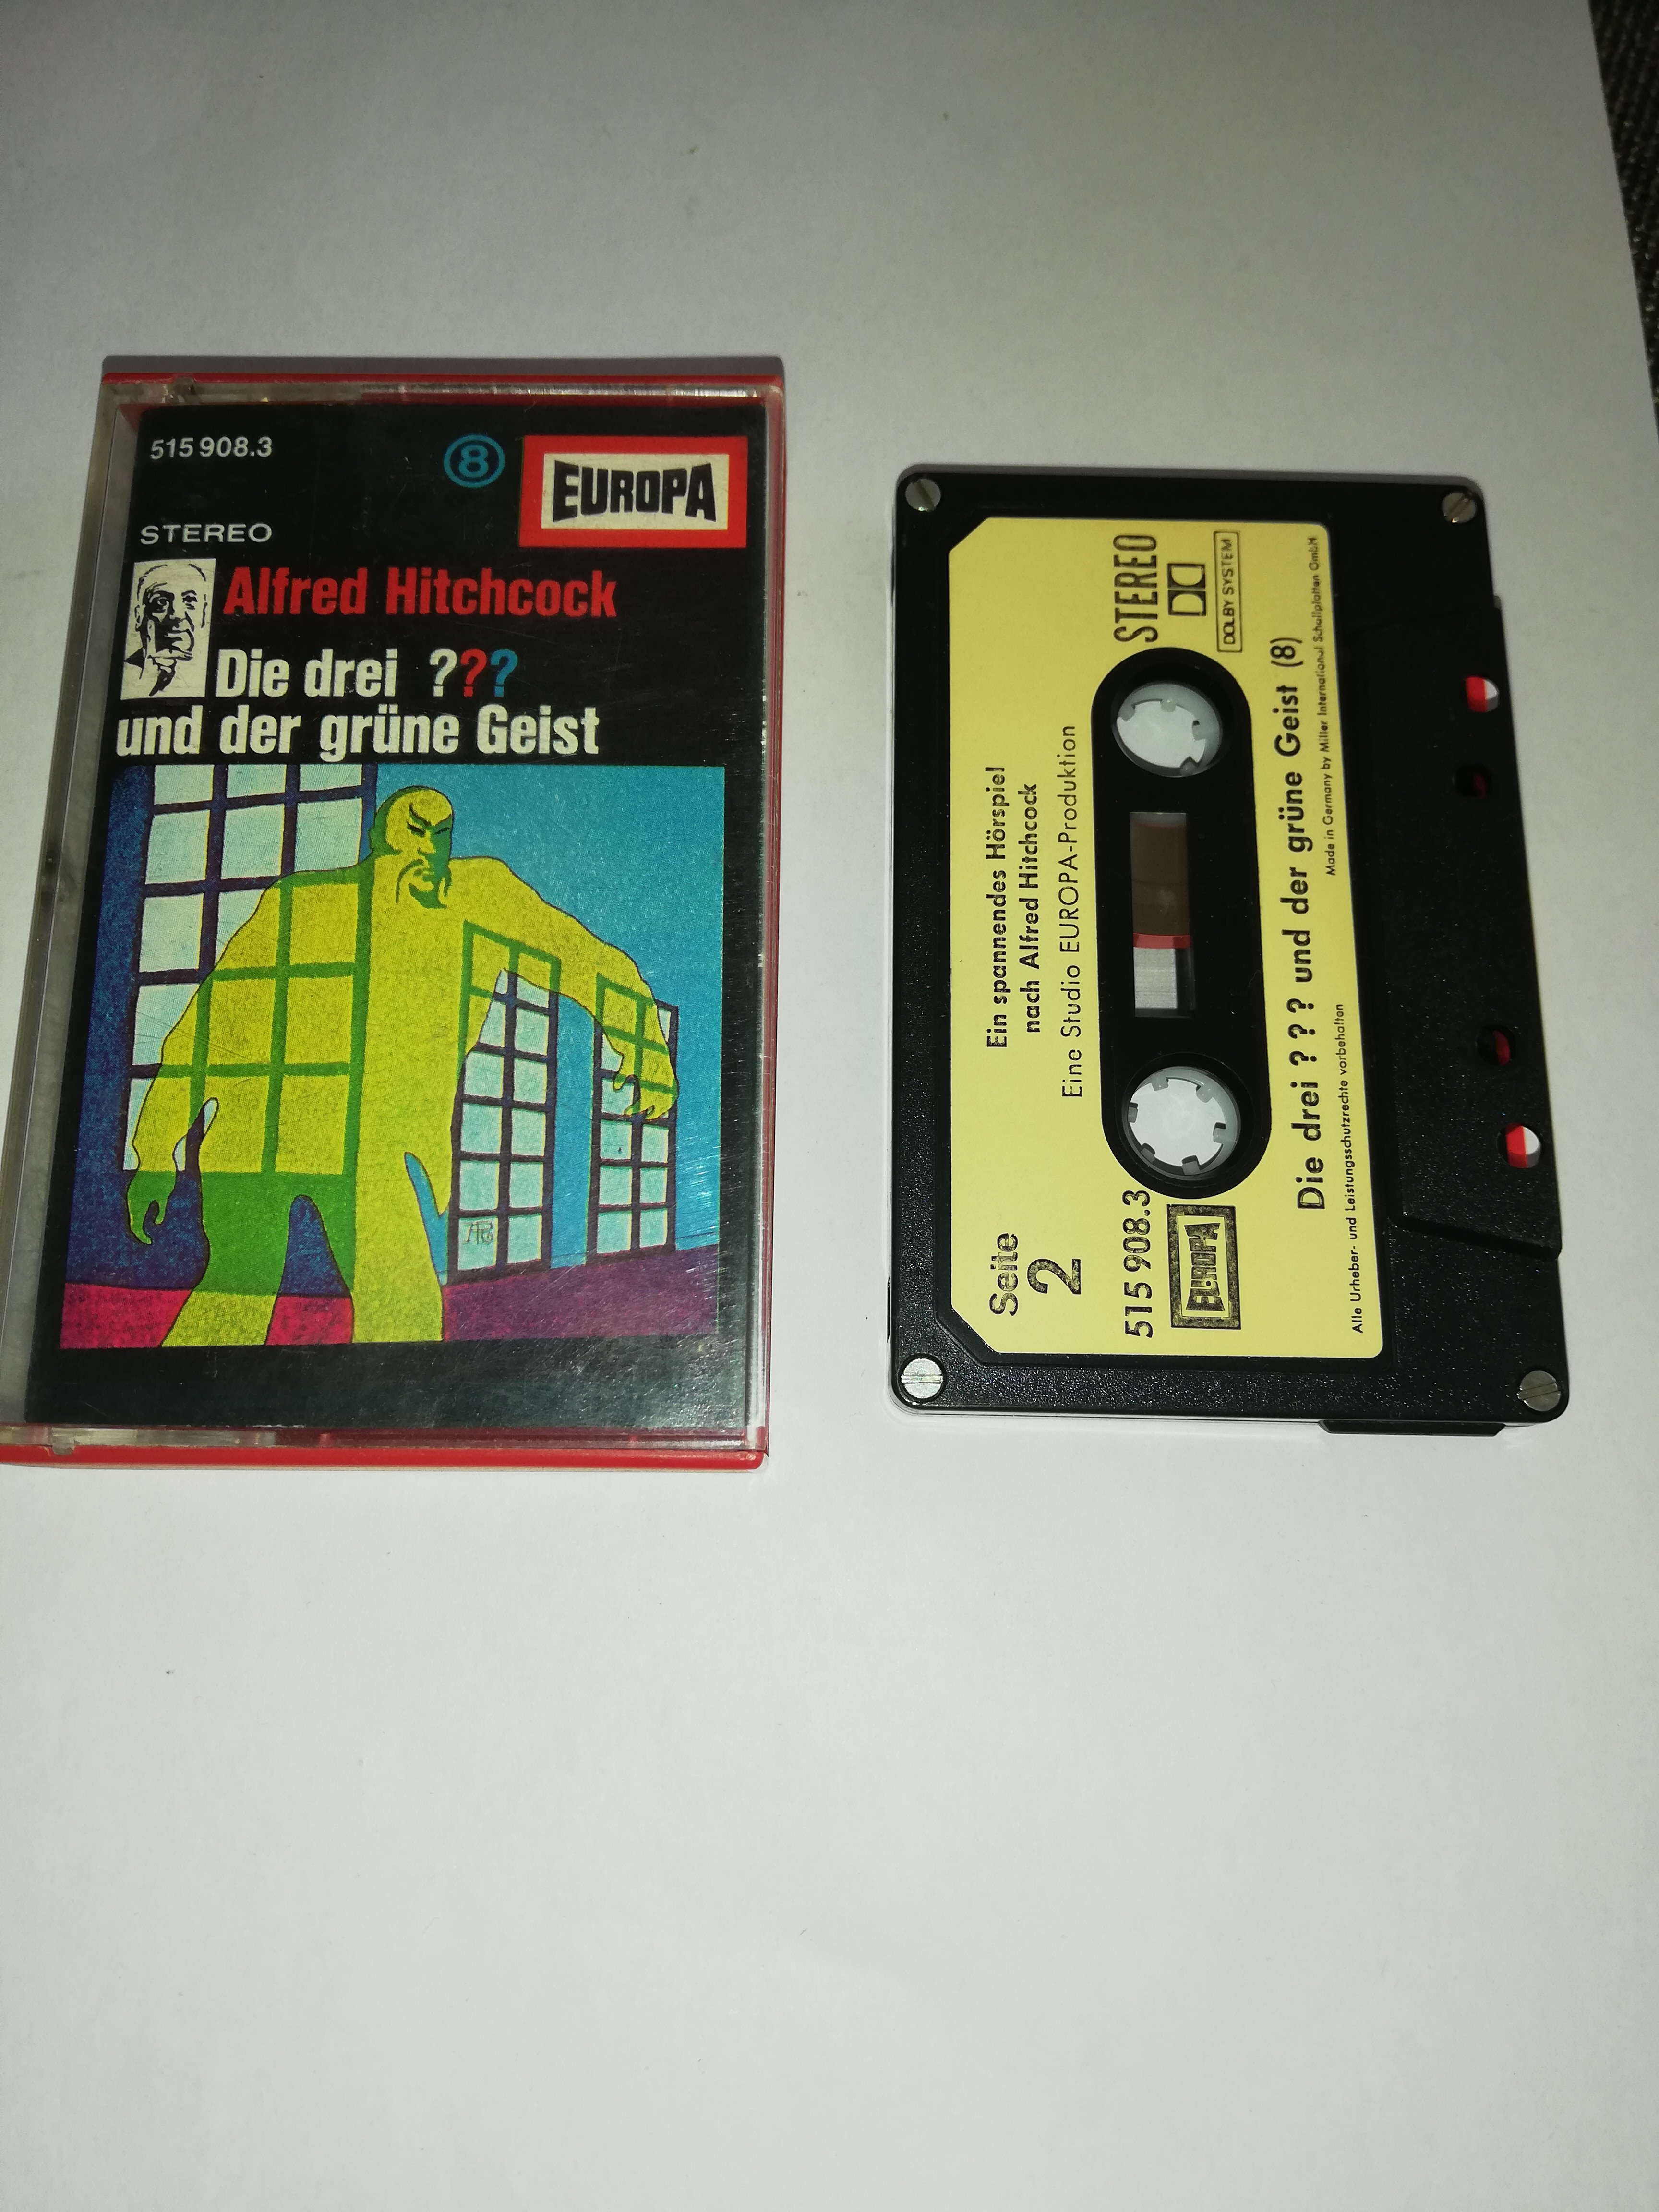 515 908.3
8
EUROPA
STEREO
Alfred Hitchcock
Die drei ???
und der grüne Geist
AR
Seite
2
Ein spannendes Hörspiel
nach Alfred Hitchcock
Eine Studio EUROPA-Produktion
515 908.3
STEREO
EUROPA
DOLBY SYSTEM
Die drei ? ? ? und der grüne Geist (8)
Made in Germany by Miller International Schallplatten GmbH
Alle Urheber- und Leistungsschutzrechte vorbehalten